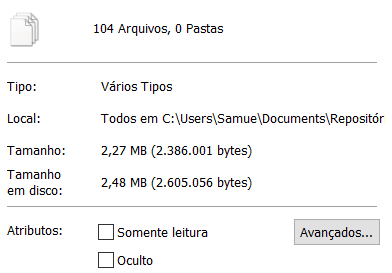 104 Arquivos, 0 Pastas
Tipo: Vários Tipos
Local: Todos em C:\Users\Samue\Documents\Repositór
Tamanho: 2,27 MB (2.386.001 bytes)
Tamanho em disco: 2,48 MB (2.605.056 bytes)
Atributos: Somente leitura Avançados...
Oculto